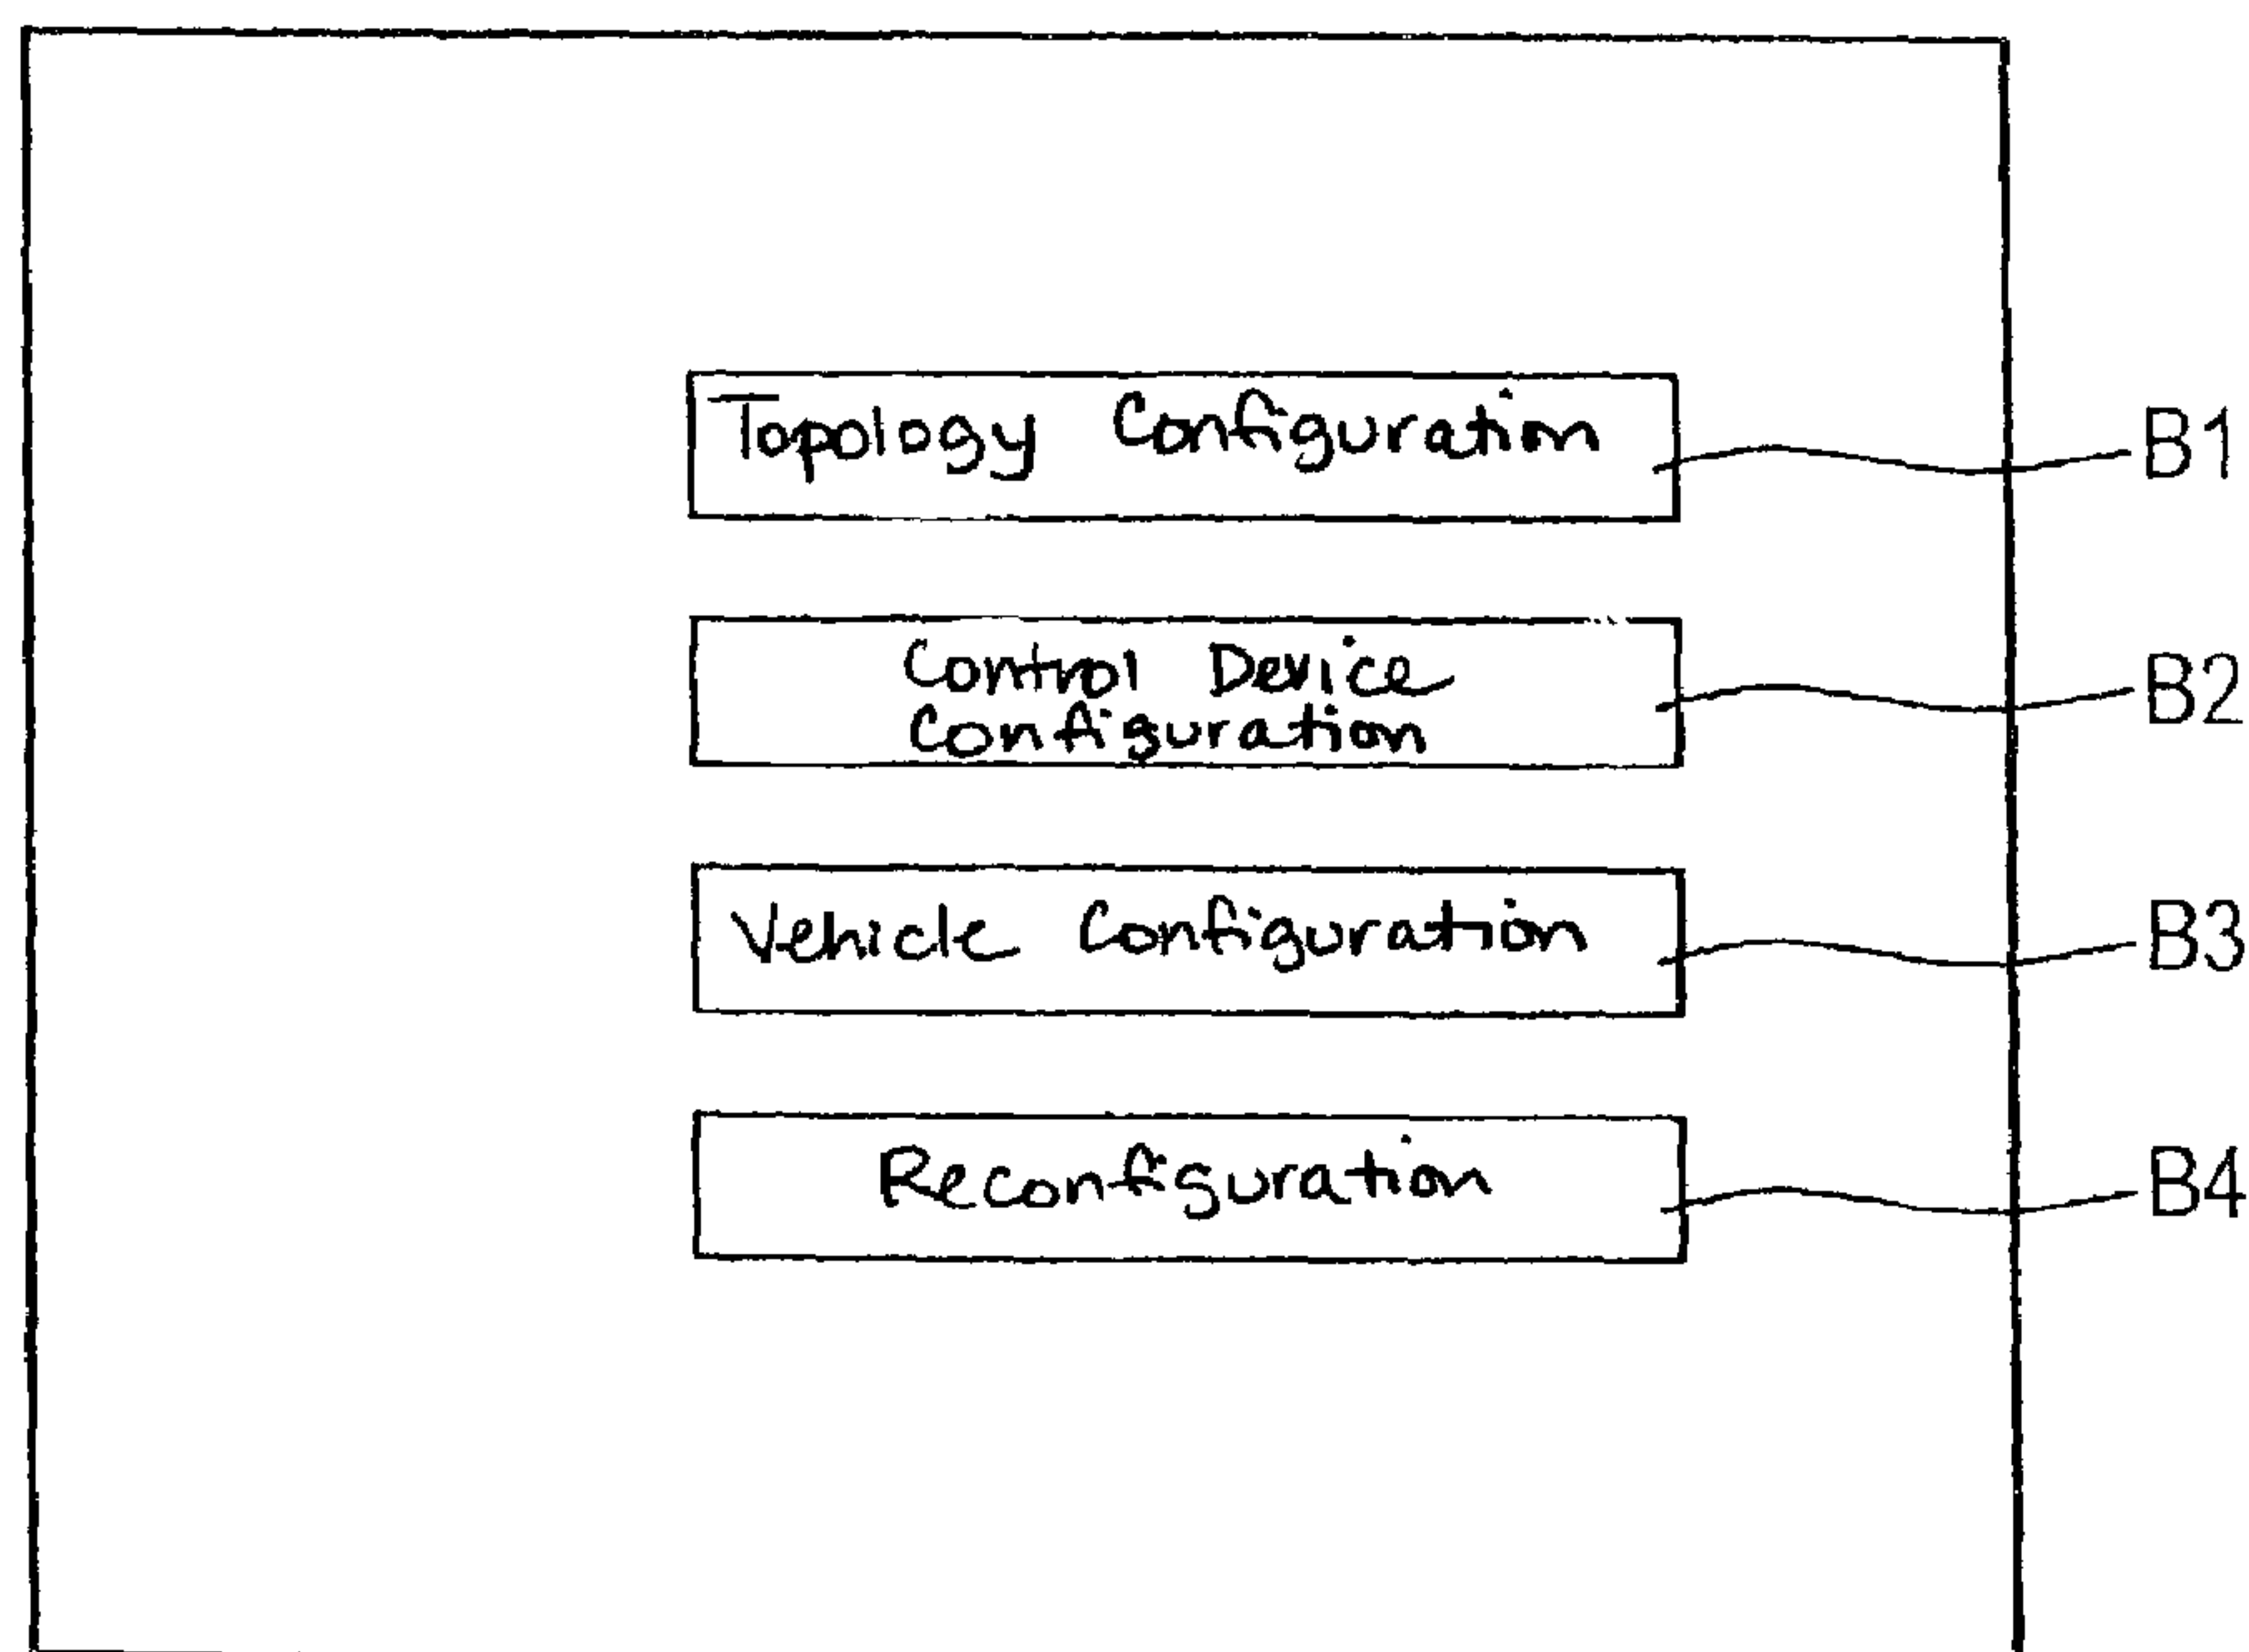 Topology Configuration
B1
Control Device
Configuration
B2
Vehicle Configuration
B3
Reconfiguration
B4